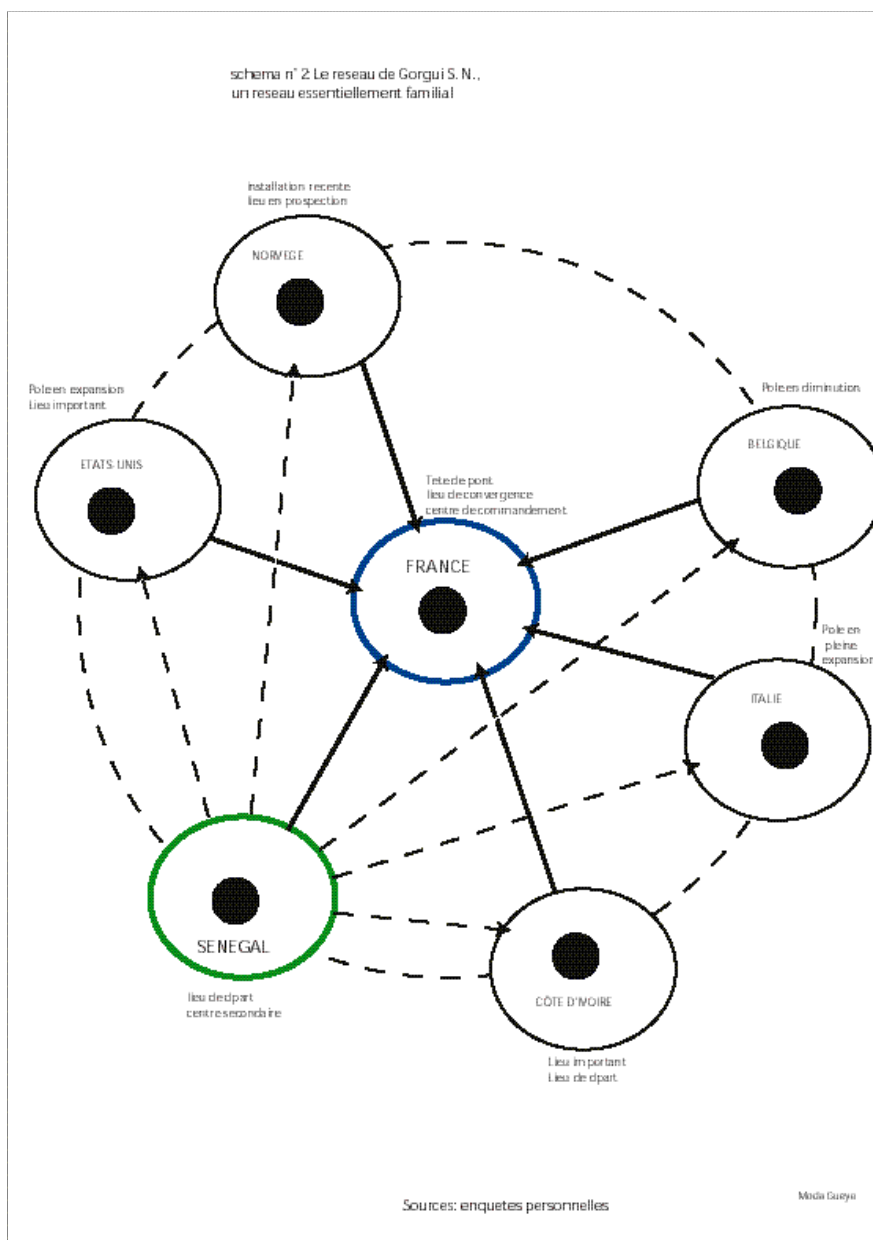 schema n° 2 Le reseau de Gorgui S. N.,
un reseau essentiellement familial
installation recente
lieu en prospection
NORVEGE
Pole en expansion
Lieu important
ETATS-UNIS
Pole en diminution
BELGIQUE
Tete de pont
lieu de convergence
centre de commandement
FRANCE
Pole en
pleine
expansion
ITALIE
SENEGAL
lieu de dpart
centre secondaire
CÔTE D'IVOIRE
Lieu important
Lieu de dpart
Sources: enquetes personnelles
Moda Gueye